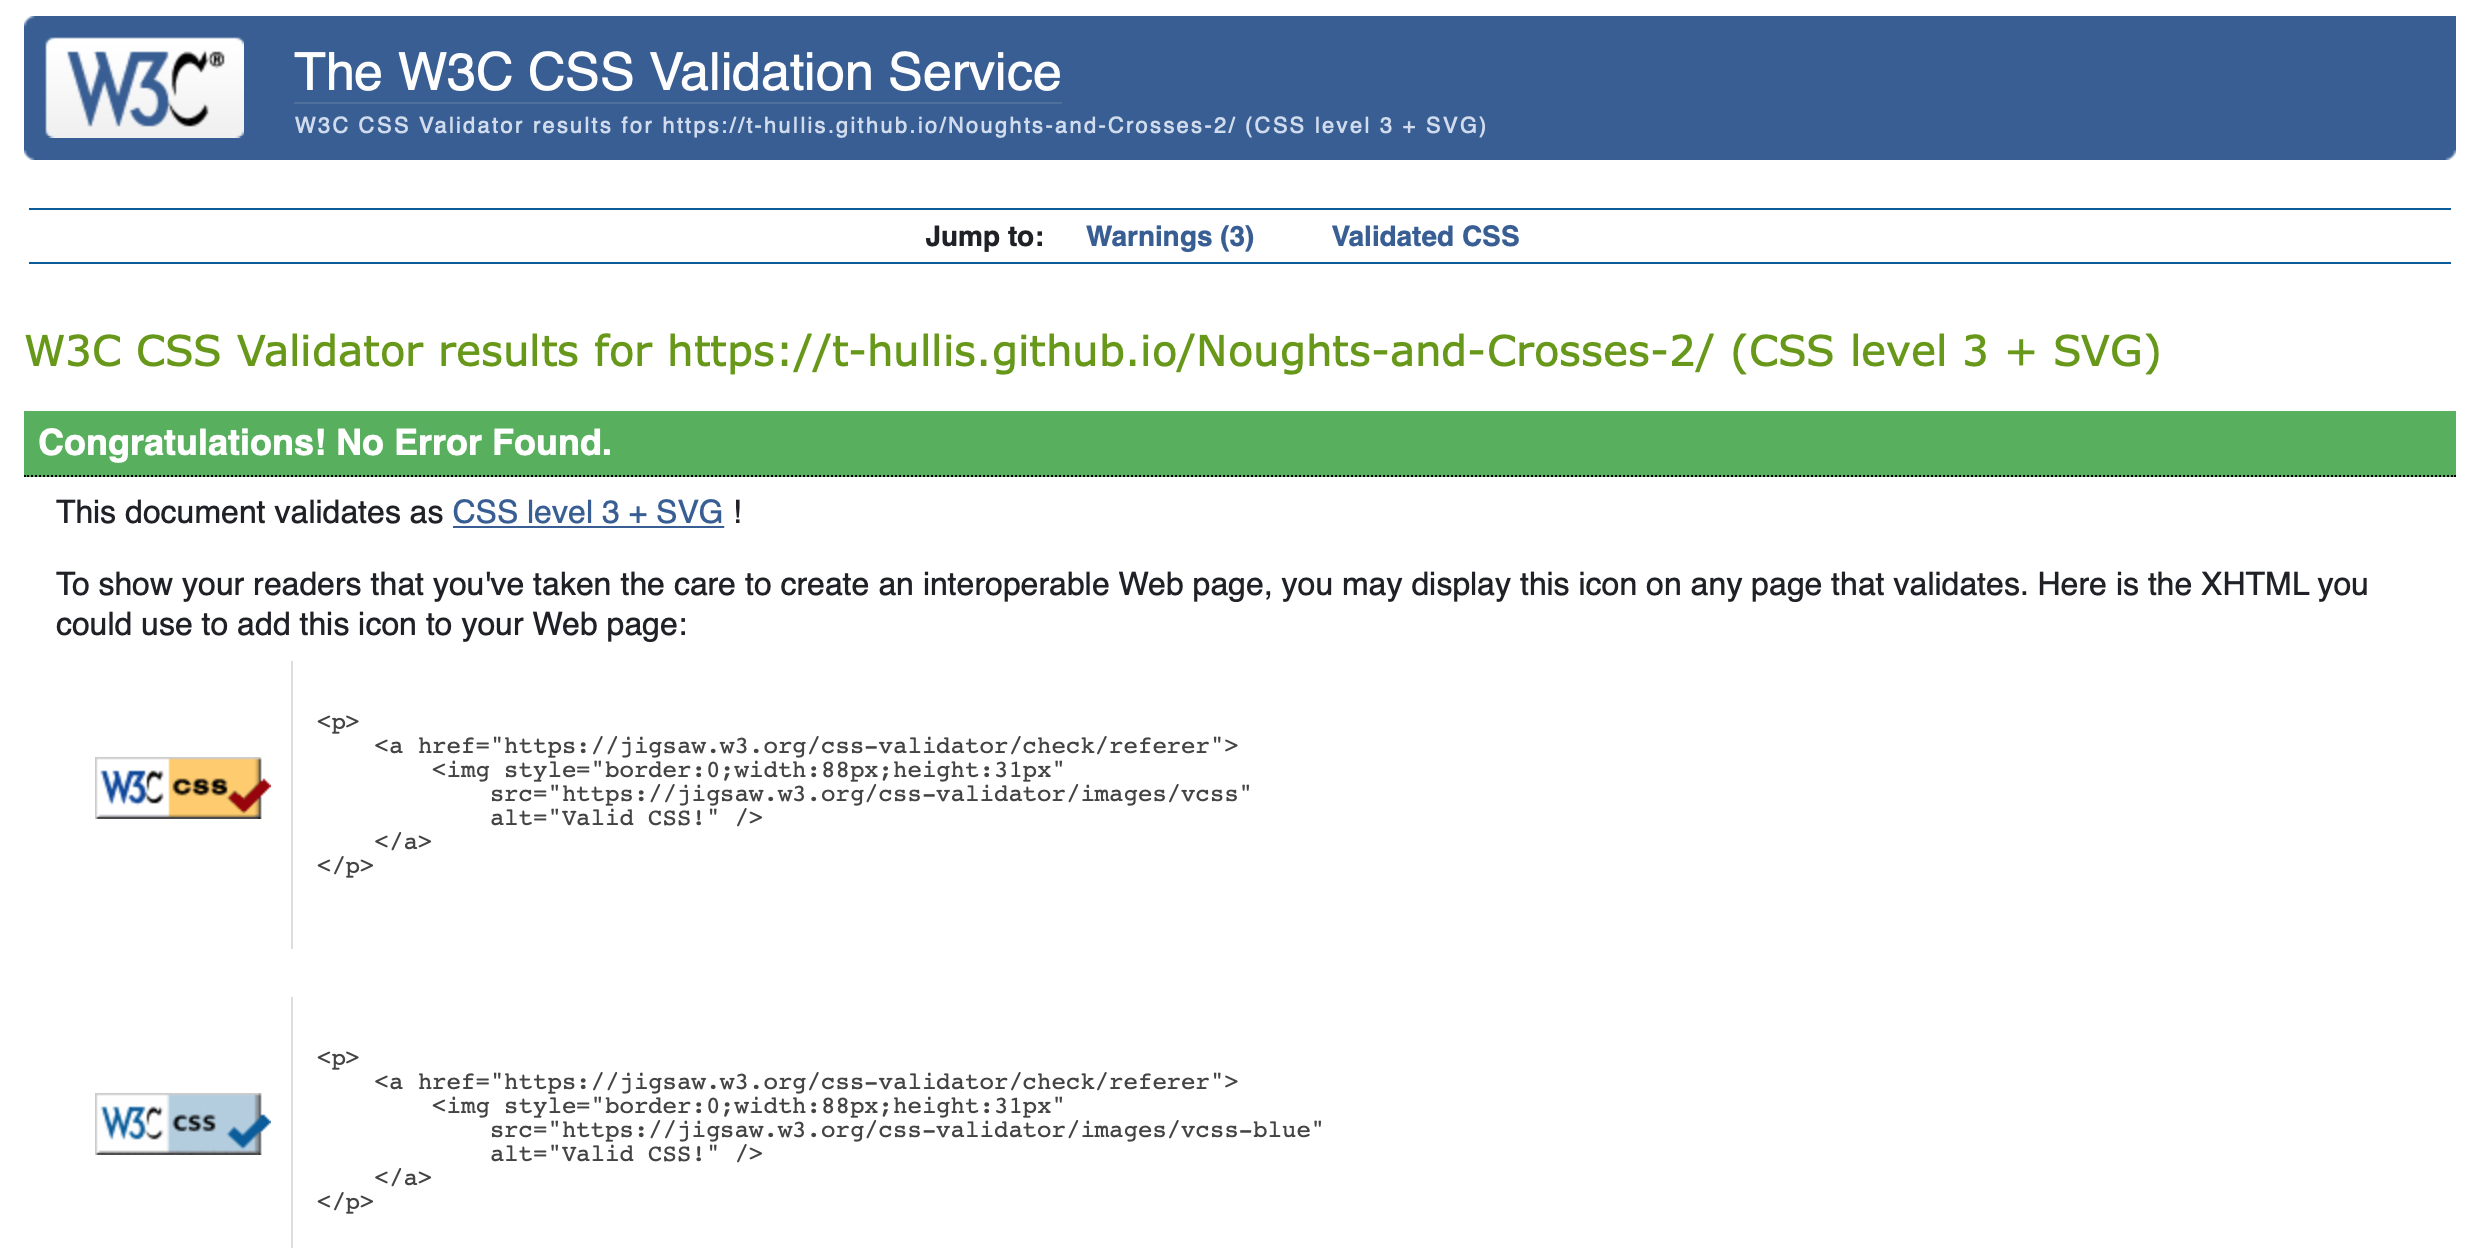 W3C®
The W3C CSS Validation Service
W3C CSS Validator results for https://t-hullis.github.io/Noughts-and-Crosses-2/ (CSS level 3 + SVG)
Jump to: Warnings (3) Validated CSS
W3C CSS Validator results for https://t-hullis.github.io/Noughts-and-Crosses-2/ (CSS level 3 + SVG)
Congratulations! No Error Found.
This document validates as CSS level 3 + SVG !
To show your readers that you've taken the care to create an interoperable Web page, you may display this icon on any page that validates. Here is the XHTML you
could use to add this icon to your Web page:
W3C css
<p>
    <a href="https://jigsaw.w3.org/css-validator/check/referer">
        <img style="border:0;width:88px;height:31px"
            src="https://jigsaw.w3.org/css-validator/images/vcss"
            alt="Valid CSS!" />
    </a>
</p>
W3C css
<p>
    <a href="https://jigsaw.w3.org/css-validator/check/referer">
        <img style="border:0;width:88px;height:31px"
            src="https://jigsaw.w3.org/css-validator/images/vcss-blue"
            alt="Valid CSS!" />
    </a>
</p>